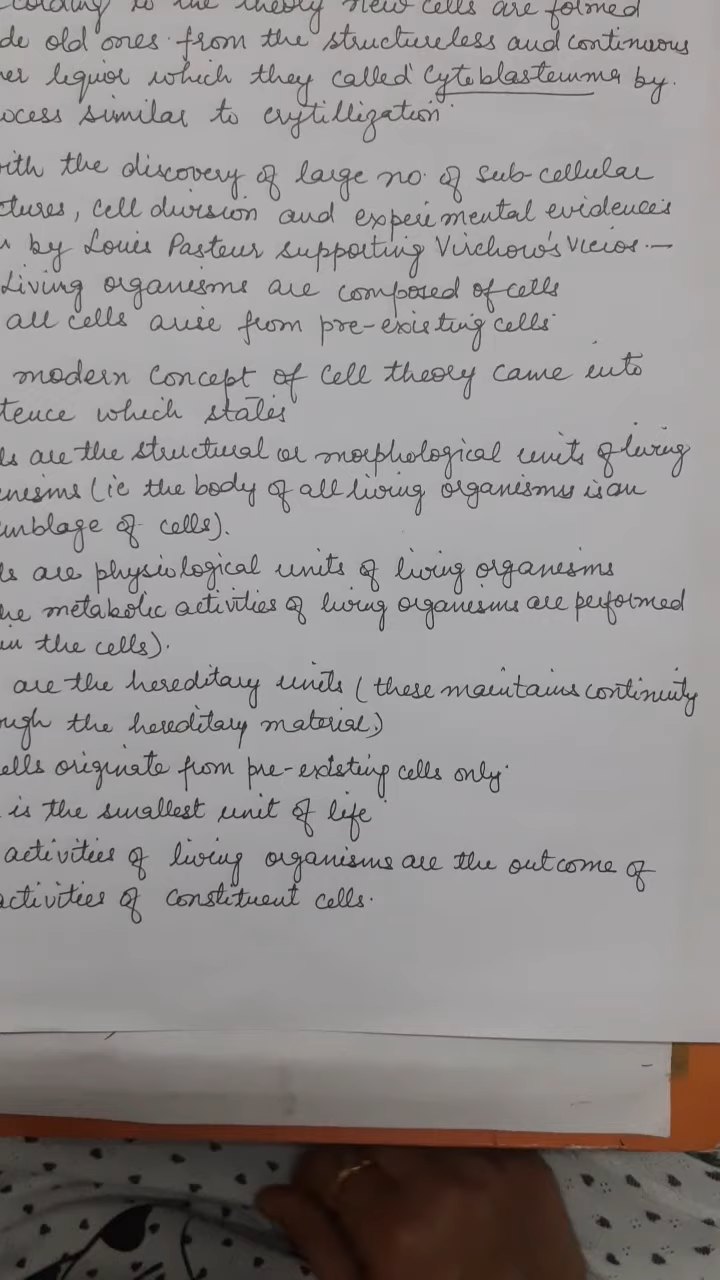 cording to the theory new cells are formed
de old ones from the structureless and continuous
er liquor which they called Cytoblastemma by
ocess similar to crytillization
ith the discovery of large no. of sub-cellular
ctures, cell division and experimental evidences
by Louis Pasteur supporting Virchow's Views :—
Living organisms are composed of cells
all cells arise from pre-existing cells
modern concept of cell theory came into
tence which states
ls are the structural or morphological units of living
nisms (ie the body of all living organisms is an
mblage of cells).
ls are physiological units of living organisms
he metabolic activities of living organisms are performed
in the cells).
are the hereditary units (these maintains continuity
ugh the hereditary material.)
ells originate from pre-existing cells only.
is the smallest unit of life
activities of living organisms are the outcome of
activities of constituent cells.